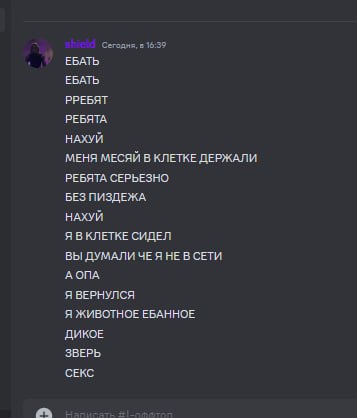 shield Сегодня, в 16:39
ЕБАТЬ
ЕБАТЬ
РРЕБЯТ
РЕБЯТА
НАХУЙ
МЕНЯ МЕСЯЙ В КЛЕТКЕ ДЕРЖАЛИ
РЕБЯТА СЕРЬЕЗНО
БЕЗ ПИЗДЕЖА
НАХУЙ
Я В КЛЕТКЕ СИДЕЛ
ВЫ ДУМАЛИ ЧЕ Я НЕ В СЕТИ
А ОПА
Я ВЕРНУЛСЯ
Я ЖИВОТНОЕ ЕБАННОЕ
ДИКОЕ
ЗВЕРЬ
СЕКС
Написать #┃-оффтоп